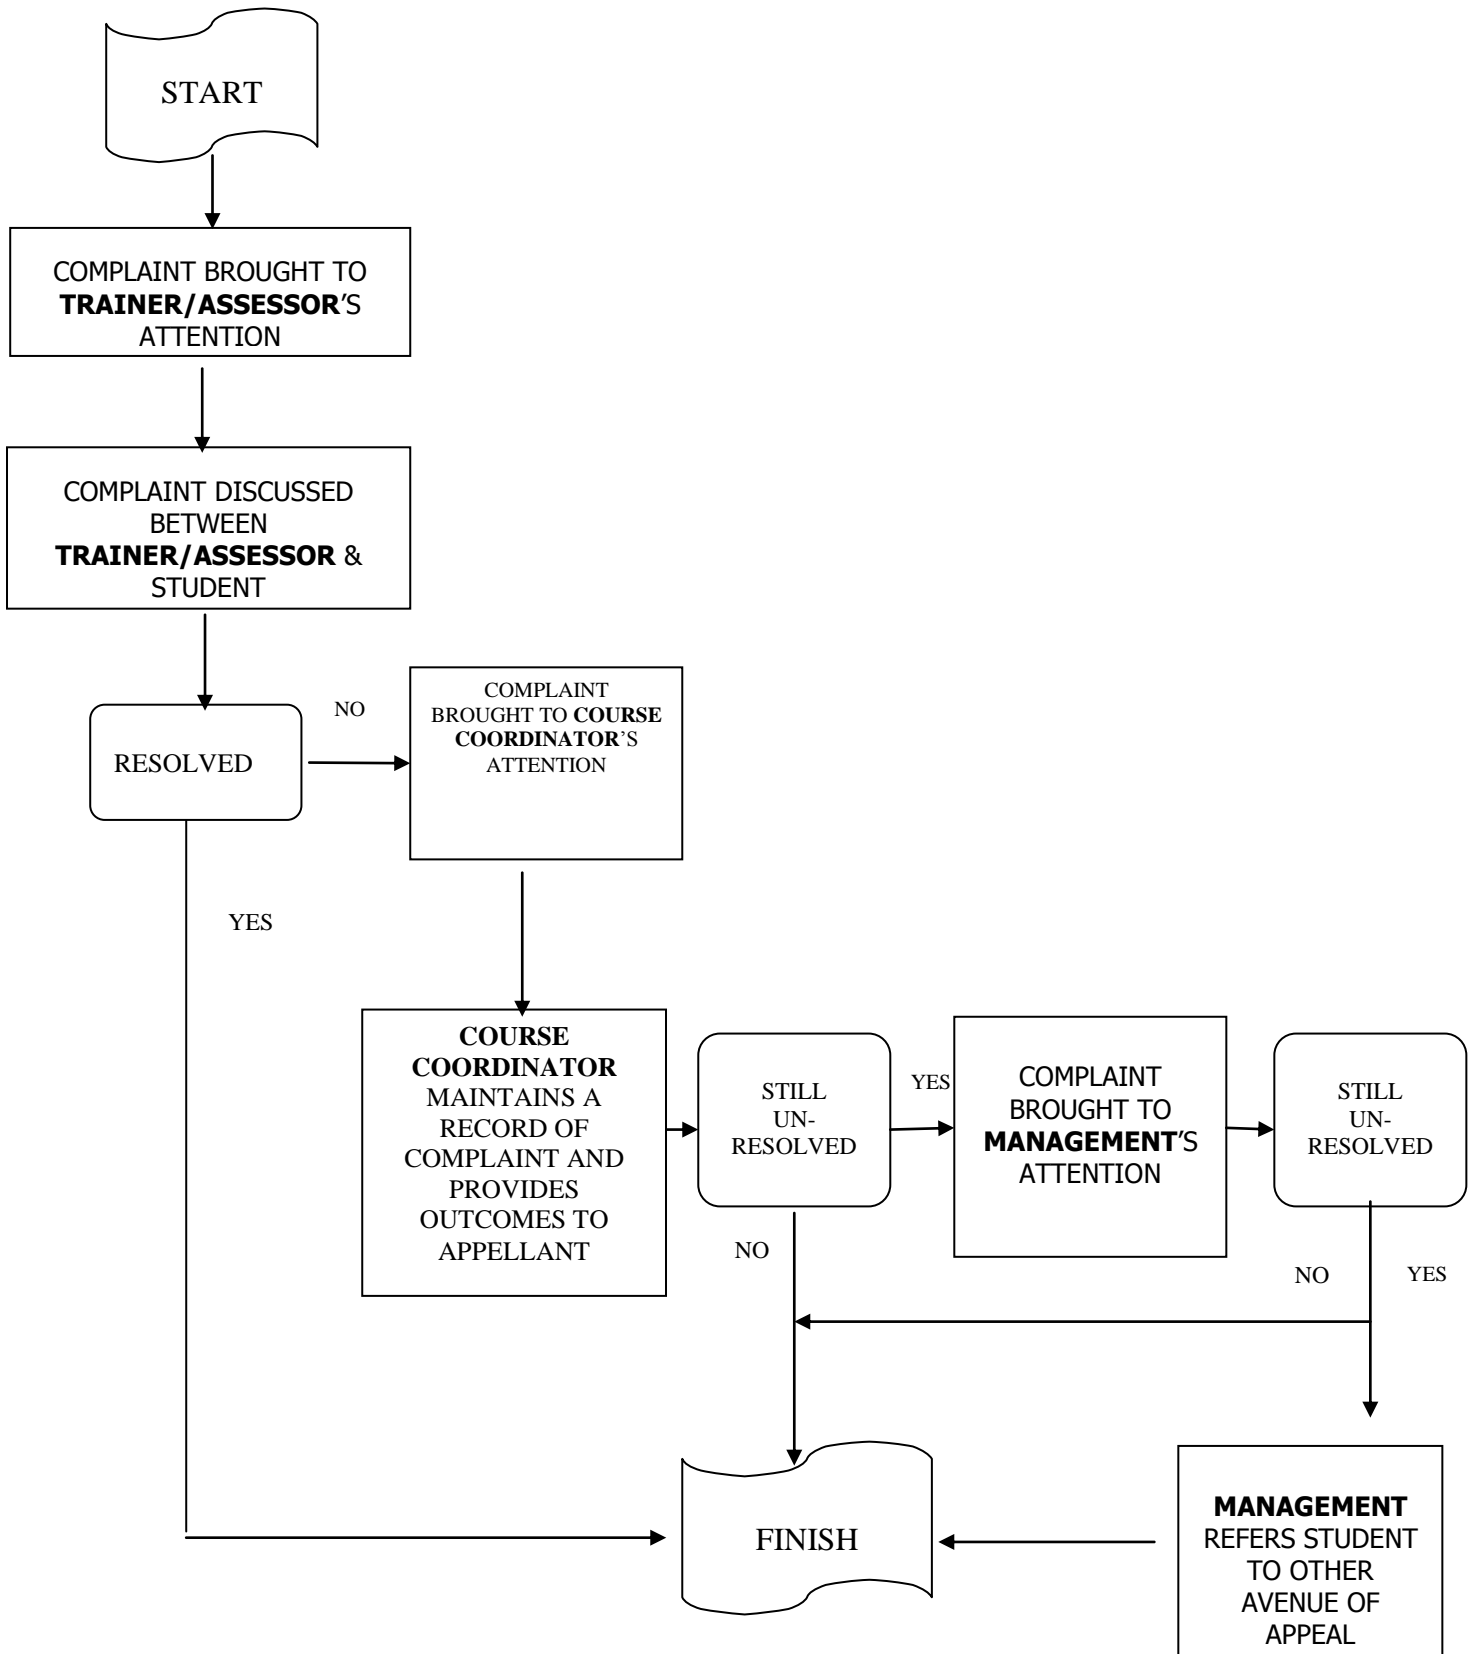 START
COMPLAINT BROUGHT TO
TRAINER/ASSESSOR'S
ATTENTION
COMPLAINT DISCUSSED
BETWEEN
TRAINER/ASSESSOR &
STUDENT
RESOLVED
NO
COMPLAINT
BROUGHT TO COURSE
COORDINATOR’S
ATTENTION
YES
COURSE
COORDINATOR
MAINTAINS A
RECORD OF
COMPLAINT AND
PROVIDES
OUTCOMES TO
APPELLANT
STILL
UN-
RESOLVED
YES
COMPLAINT
BROUGHT TO
MANAGEMENT'S
ATTENTION
STILL
UN-
RESOLVED
NO
NO
YES
FINISH
MANAGEMENT
REFERS STUDENT
TO OTHER
AVENUE OF
APPEAL